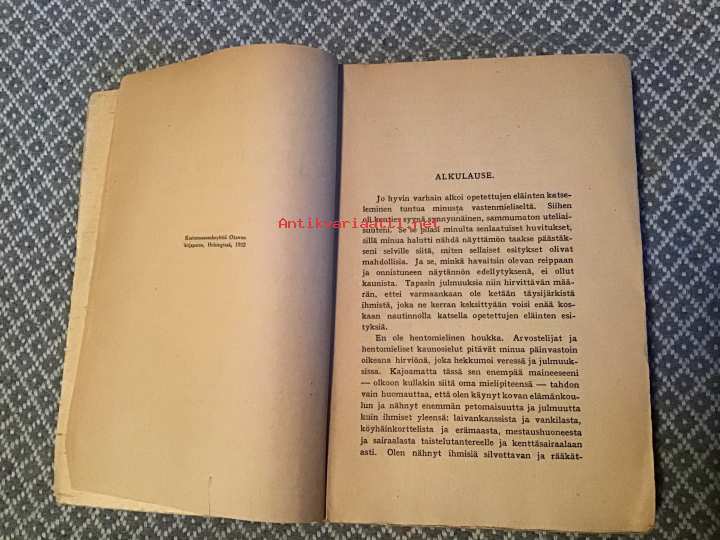 Kustannusosakeyhtiö Otavan
kirjapaino, Helsingissä, 1922
ALKULAUSE.
Jo hyvin varhain alkoi opetettujen eläinten katse-
leminen tuntua minusta vastenmieliseltä. Siihen
oli kenties syynä synnynnäinen, sammumaton uteliai-
suuteni. Se se pilasi minulta senlaatuiset huvitukset,
sillä minua halutti nähdä näyttämön taakse päästäk-
seni selville siitä, miten sellaiset esitykset olivat
mahdollisia. Ja se, minkä havaitsin olevan reippaan
ja onnistuneen näytännön edellytyksenä, ei ollut
kaunista. Tapasin julmuuksia niin hirvittävän mää-
rän, ettei varmaankaan ole ketään täysijärkistä
ihmistä, joka ne kerran keksittyään voisi enää kos-
kaan nautinnolla katsella opetettujen eläinten esi-
tyksiä.
En ole hentomielinen houkka. Arvostelijat ja
hentomieliset kaunosielut pitävät minua päinvastoin
oikeana hirviönä, joka hekkumoi veressä ja julmuuk-
sissa. Kajoamatta tässä sen enempää maineeseeni
— olkoon kullakin siitä oma mielipiteensä — tahdon
vain huomauttaa, että olen käynyt kovan elämänkou-
lun ja nähnyt enemmän petomaisuutta ja julmuutta
kuin ihmiset yleensä: laivankanssista ja vankilasta,
köyhäinkorttelista ja erämaasta, mestaushuoneesta
ja sairaalasta taistelutantereelle ja kenttäsairaalaan
asti. Olen nähnyt ihmisiä silvottavan ja rääkät-
Antikvariaatti.net